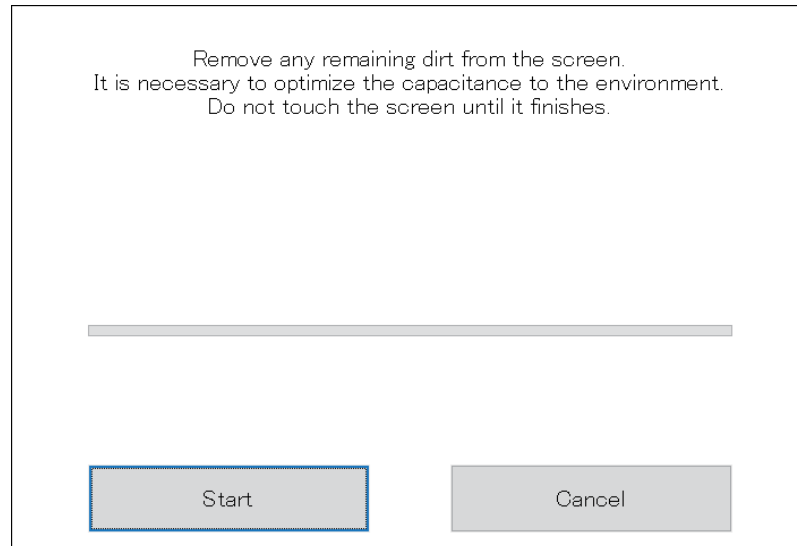 Remove any remaining dirt from the screen.
It is necessary to optimize the capacitance to the environment.
Do not touch the screen until it finishes.
Start
Cancel